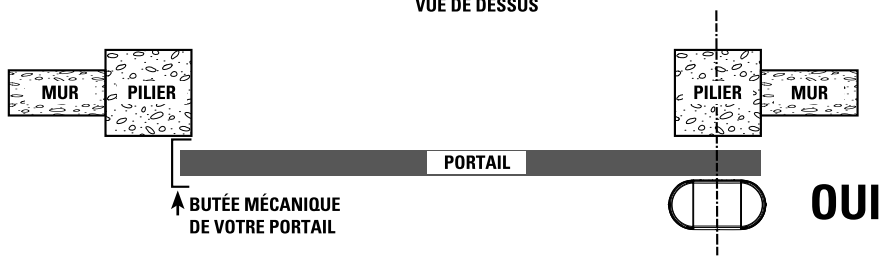 VUE DE DESSUS
MUR
PILIER
PILIER
MUR
PORTAIL
BUTÉE MÉCANIQUE
DE VOTRE PORTAIL
OUI